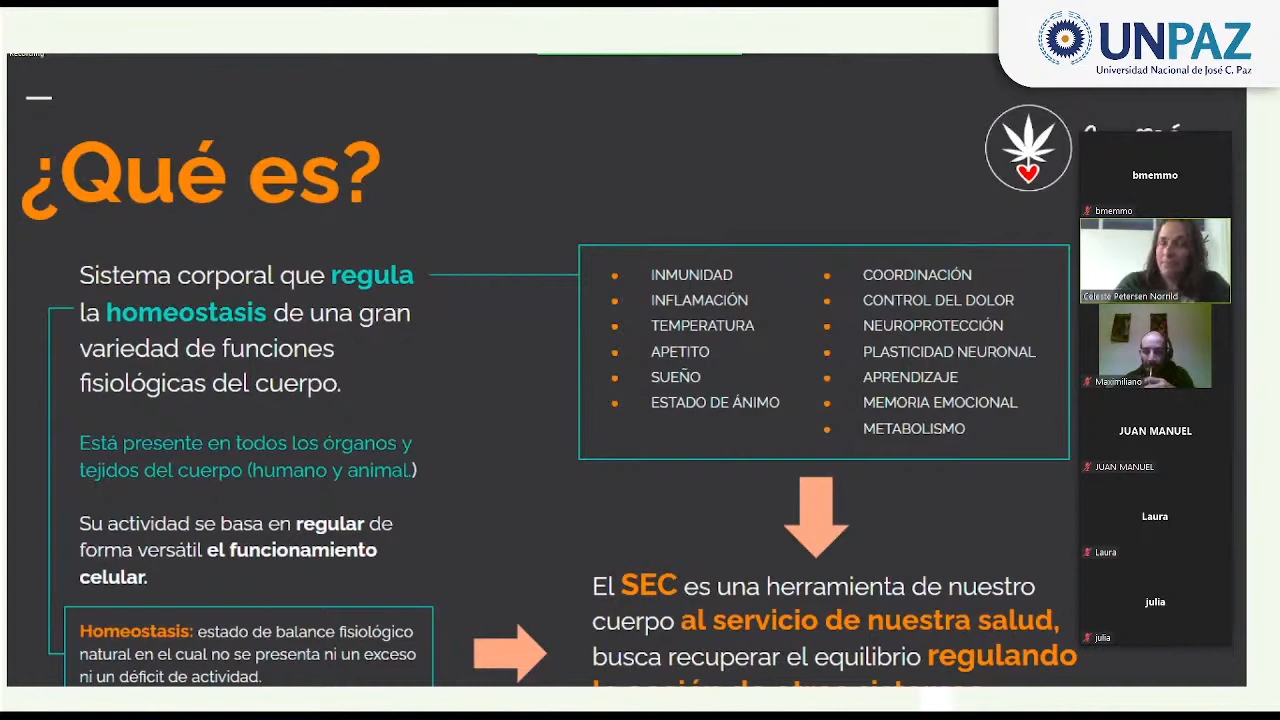 UNPAZ
Universidad Nacional de José C. Paz
Recording
¿Qué es?
Sistema corporal que regula
la homeostasis de una gran
variedad de funciones
fisiológicas del cuerpo.
Está presente en todos los órganos y
tejidos del cuerpo (humano y animal.)
Su actividad se basa en regular de
forma versátil el funcionamiento
celular.
Homeostasis: estado de balance fisiológico
natural en el cual no se presenta ni un exceso
ni un déficit de actividad.
INMUNIDAD
INFLAMACIÓN
TEMPERATURA
APETITO
SUEÑO
ESTADO DE ÁNIMO
COORDINACIÓN
CONTROL DEL DOLOR
NEUROPROTECCIÓN
PLASTICIDAD NEURONAL
APRENDIZAJE
MEMORIA EMOCIONAL
METABOLISMO
El SEC es una herramienta de nuestro
cuerpo al servicio de nuestra salud,
busca recuperar el equilibrio regulando
bmemmo
bmemmo
Celeste Petersen Norrild
Maximiliano
JUAN MANUEL
JUAN MANUEL
Laura
Laura
julia
julia